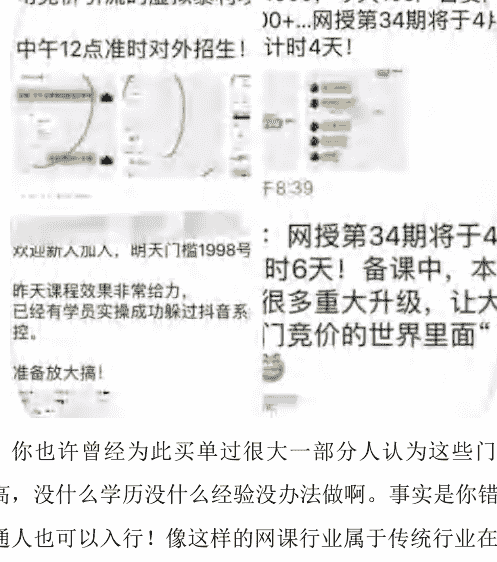 中午12点准时对外招生！
欢迎新人加入，明天门槛1998号
昨天课程效果非常给力，
已经有学员实操成功躲过抖音系
控。
准备放大搞！
00+...网授第34期将于4月
计时4天！
午8:39
：网授第34期将于4
时6天！备课中，本
很多重大升级，让大
门竞价的世界里面“
你也许曾经为此买单过很大一部分人认为这些门
高，没什么学历没什么经验没办法做啊。事实是你错
通人也可以入行！像这样的网课行业属于传统行业在